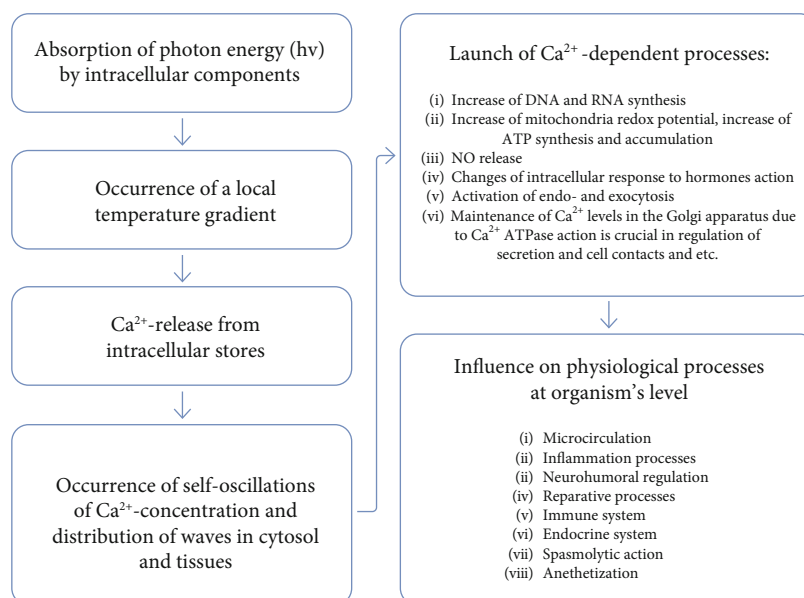 Absorption of photon energy (hv)
by intracellular components
Occurrence of a local
temperature gradient
Ca²⁺-release from
intracellular stores
Occurrence of self-oscillations
of Ca²⁺-concentration and
distribution of waves in cytosol
and tissues
Launch of Ca²⁺ -dependent processes:
(i) Increase of DNA and RNA synthesis
(ii) Increase of mitochondria redox potential, increase of
ATP synthesis and accumulation
(iii) NO release
(iv) Changes of intracellular response to hormones action
(v) Activation of endo- and exocytosis
(vi) Maintenance of Ca²⁺ levels in the Golgi apparatus due
to Ca²⁺ ATPase action is crucial in regulation of
secretion and cell contacts and etc.
Influence on physiological processes
at organism's level
(i) Microcirculation
(ii) Inflammation processes
(ii) Neurohumoral regulation
(iv) Reparative processes
(v) Immune system
(vi) Endocrine system
(vii) Spasmolytic action
(viii) Anethetization